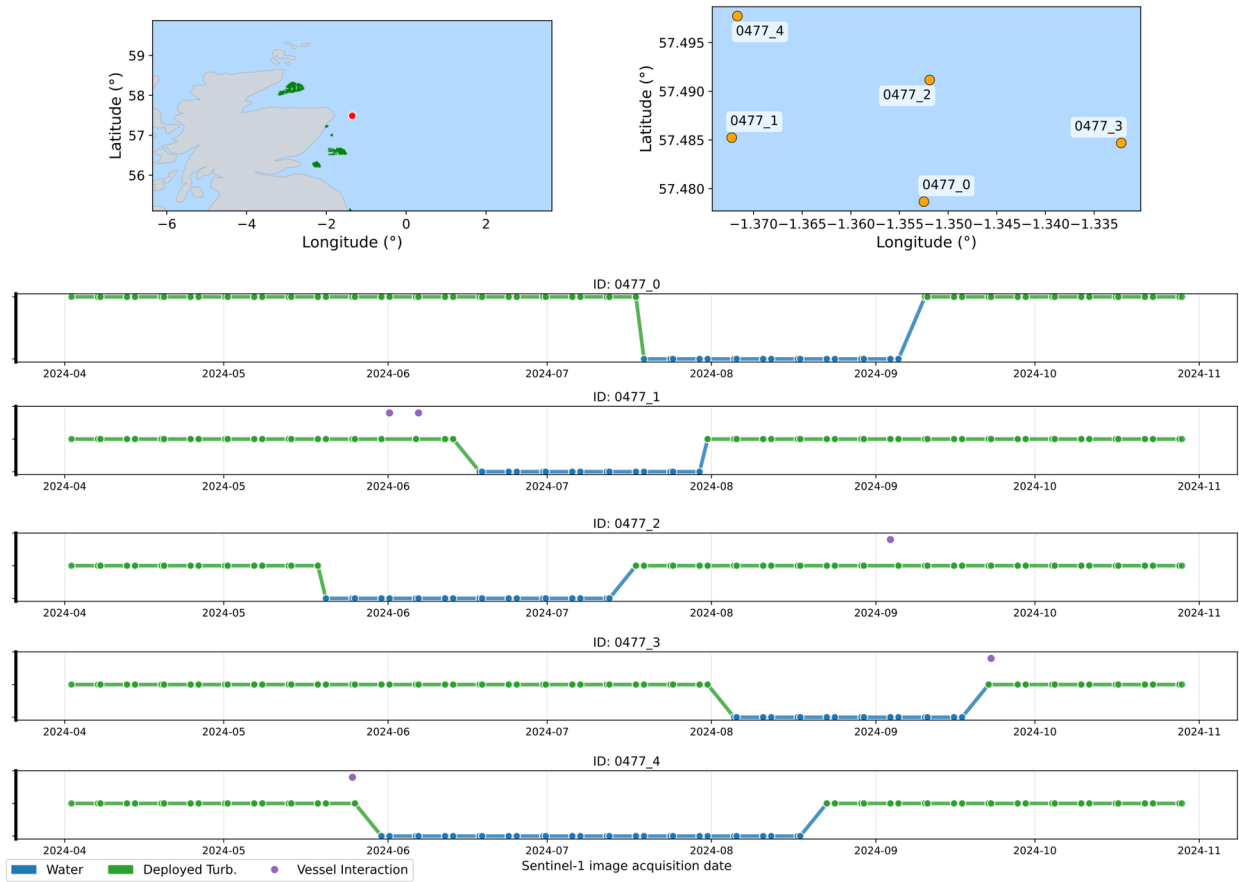 59
58
57
56
Latitude (°)
−6
−4
−2
0
2
Longitude (°)
57.495
57.490
57.485
57.480
Latitude (°)
0477_4
0477_2
0477_1
0477_3
0477_0
−1.370−1.365−1.360−1.355−1.350−1.345−1.340−1.335
Longitude (°)
ID: 0477_0
2024-04 2024-05 2024-06 2024-07 2024-08 2024-09 2024-10 2024-11
ID: 0477_1
2024-04 2024-05 2024-06 2024-07 2024-08 2024-09 2024-10 2024-11
ID: 0477_2
2024-04 2024-05 2024-06 2024-07 2024-08 2024-09 2024-10 2024-11
ID: 0477_3
2024-04 2024-05 2024-06 2024-07 2024-08 2024-09 2024-10 2024-11
ID: 0477_4
2024-04 2024-05 2024-06 2024-07 2024-08 2024-09 2024-10 2024-11
Sentinel-1 image acquisition date
Water Deployed Turb. Vessel Interaction